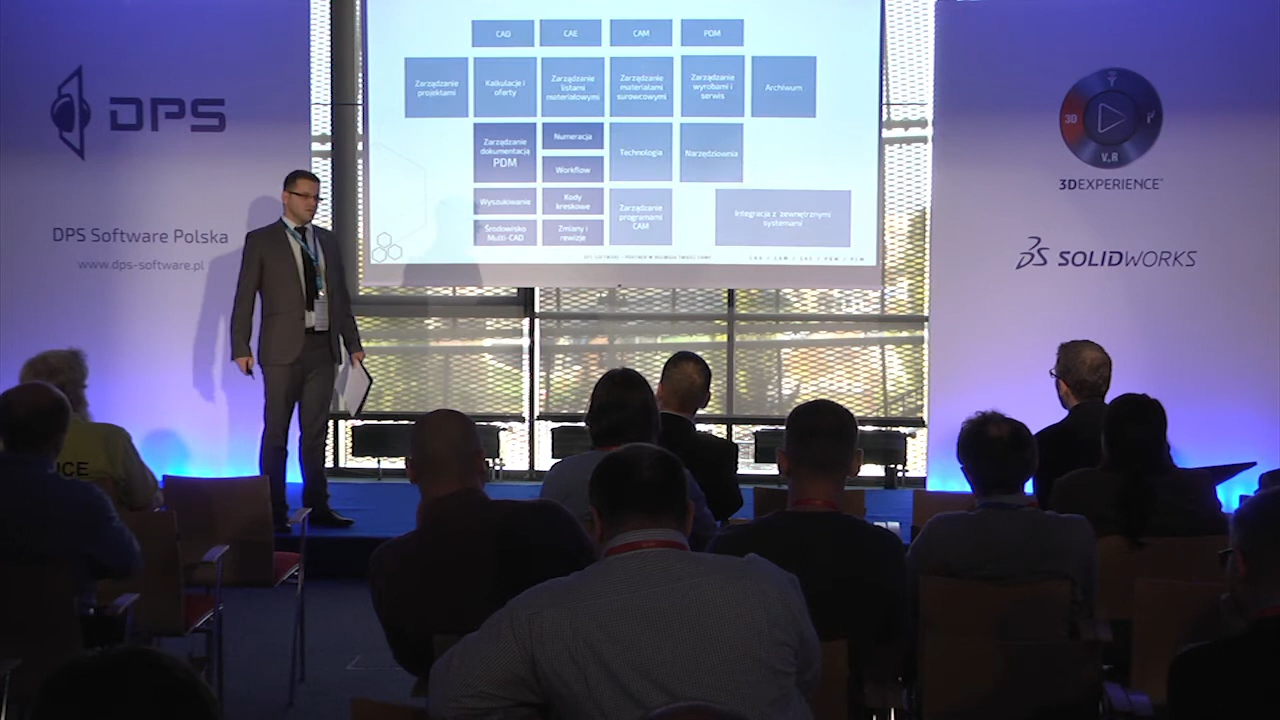 DPS
DPS Software Polska
www.dps-software.pl
CAD
CAE
CAM
PDM
Zarządzanie
projektami
Kalkulacje i
oferty
Zarządzanie
listami
materiałowymi
Zarządzanie
materiałami
surowcowymi
Zarządzanie
wyrobami i
serwis
Archiwum
Zarządzanie
dokumentacją
PDM
Numeracja
Workflow
Technologia
Narzędziownia
Wyszukiwanie
Kody
kreskowe
Zarządzanie
programami
CAM
Integracja z zewnętrznymi
systemami
Środowisko
Multi-CAD
Zmiany i
rewizje
3D
V,R
3DEXPERIENCE
SOLIDWORKS
ICE